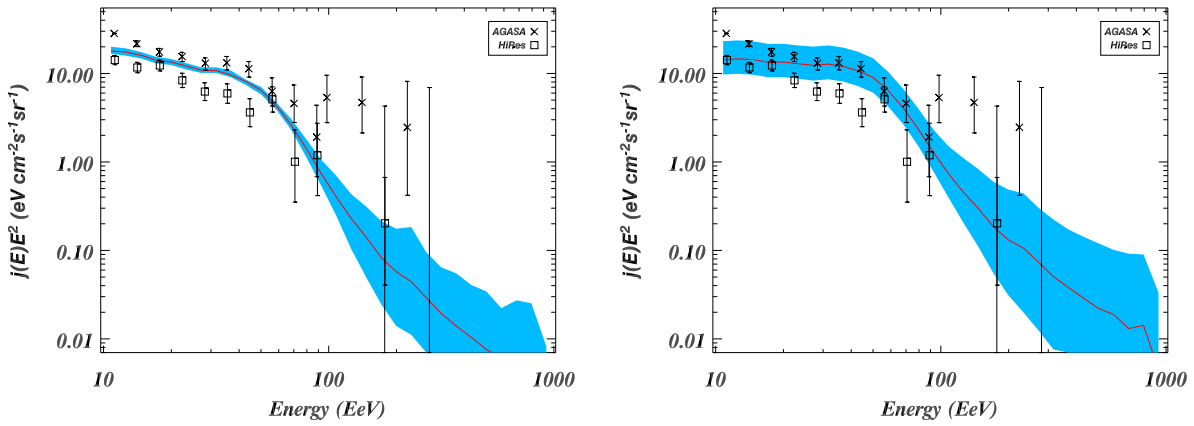 AGASA
HiRes
10.00
1.00
0.10
0.01
j(E)E² (eV cm⁻²s⁻¹sr⁻¹)
10
100
1000
Energy (EeV)
AGASA
HiRes
10.00
1.00
0.10
0.01
j(E)E² (eV cm⁻²s⁻¹sr⁻¹)
10
100
1000
Energy (EeV)